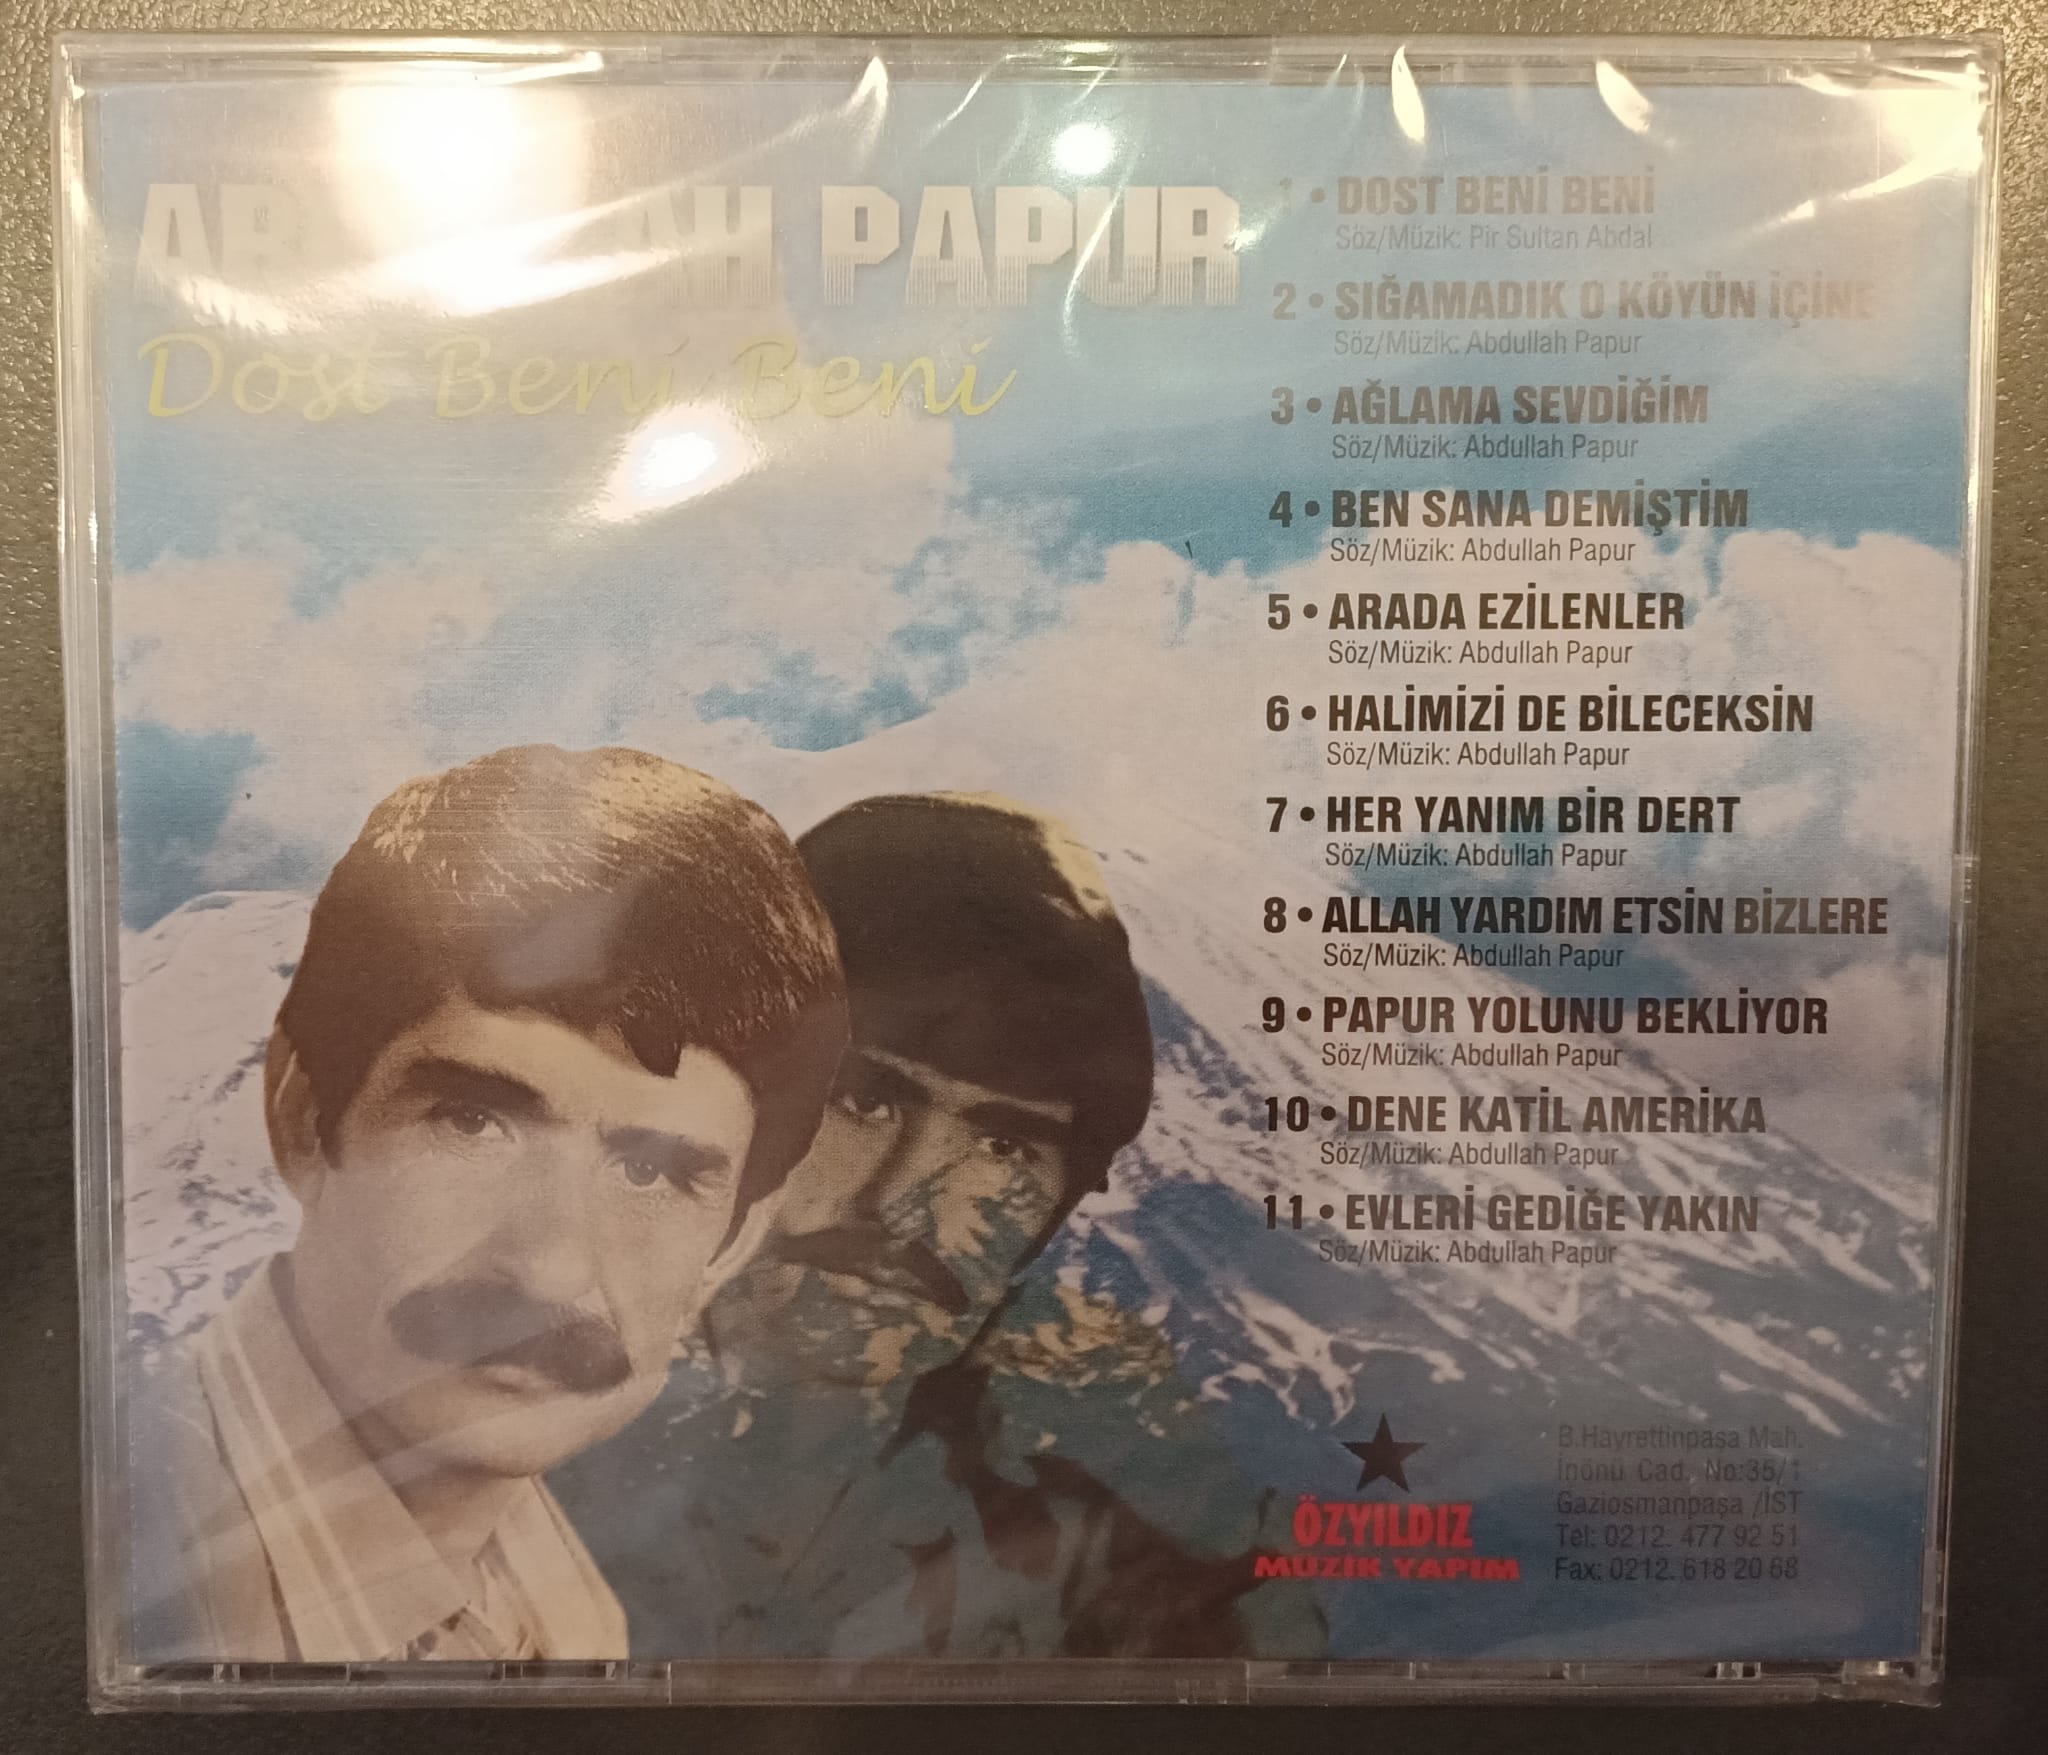 PAPUR
Dost Beni Beni
1 • DOST BENİ BENİ
Söz/Müzik: Pir Sultan Abdal
2 • SIĞAMADIK O KÖYÜN İÇİNE
Söz/Müzik: Abdullah Papur
3 • AĞLAMA SEVDİĞİM
Söz/Müzik: Abdullah Papur
4 • BEN SANA DEMİŞTİM
Söz/Müzik: Abdullah Papur
5 • ARADA EZİLENLER
Söz/Müzik: Abdullah Papur
6 • HALİMİZİ DE BİLECEKSİN
Söz/Müzik: Abdullah Papur
7 • HER YANIM BİR DERT
Söz/Müzik: Abdullah Papur
8 • ALLAH YARDIM ETSİN BİZLERE
Söz/Müzik: Abdullah Papur
9 • PAPUR YOLUNU BEKLİYOR
Söz/Müzik: Abdullah Papur
10 • DENE KATİL AMERİKA
Söz/Müzik: Abdullah Papur
11 • EVLERİ GEDİĞE YAKIN
Söz/Müzik: Abdullah Papur
ÖZYILDIZ
MÜZİK YAPIM
B.Hayrettinpaşa Mah.
İnönü Cad. No:35/1
Gaziosmanpaşa /İST
Tel: 0212. 477 92 51
Fax: 0212. 618 20 68